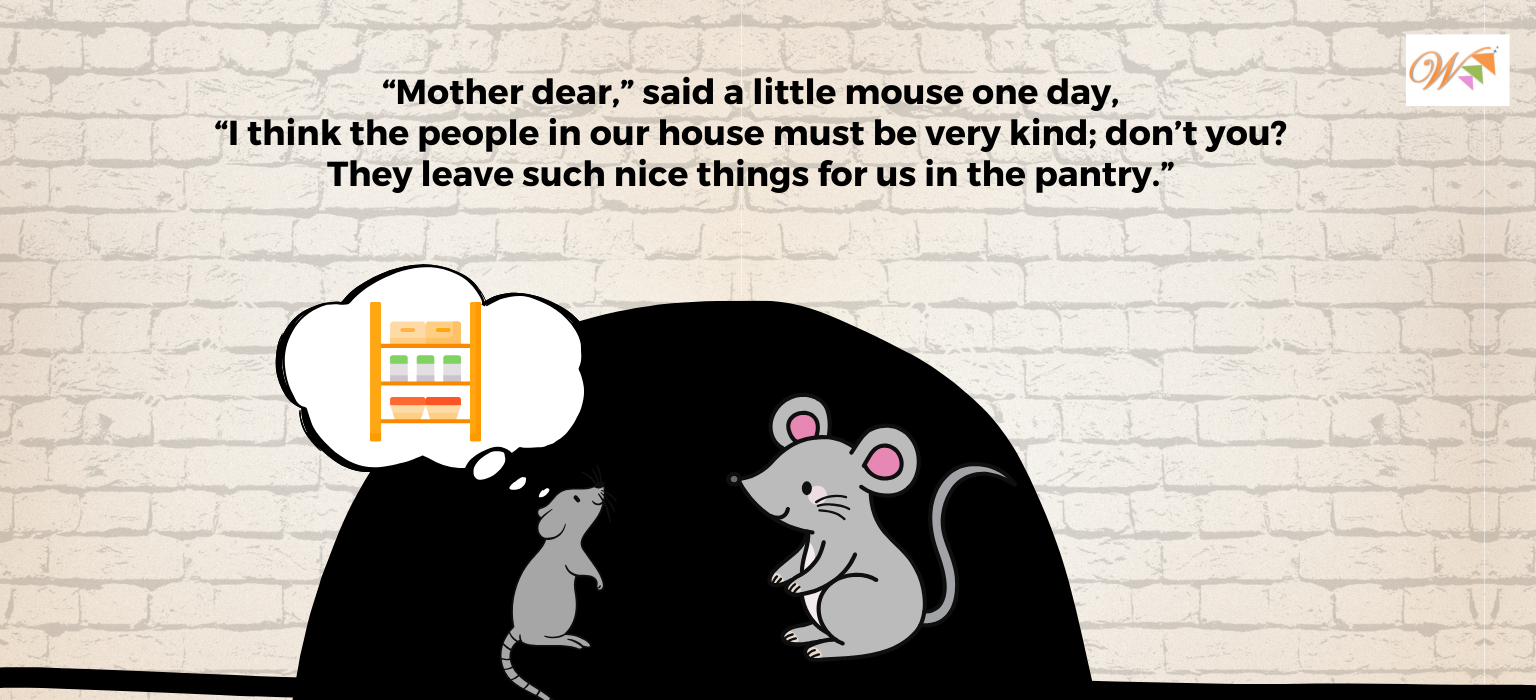 “Mother dear,” said a little mouse one day,
“I think the people in our house must be very kind; don’t you?
They leave such nice things for us in the pantry.”
W